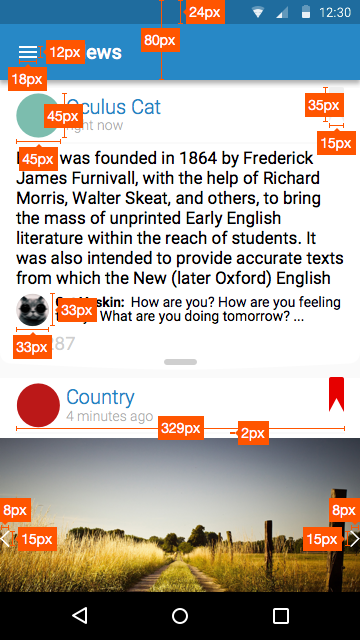 24px
12:30
80px
12px
ews
18px
35px
Oculus Cat
45px
right now
15px
45px
was founded in 1864 by Frederick
James Furnivall, with the help of Richard
Morris, Walter Skeat, and others, to bring
the mass of unprinted Early English
literature within the reach of students. It
was also intended to provide accurate texts
from which the New (later Oxford) English
skin: How are you? How are you feeling
33px
What are you doing tomorrow? ...
33px
287
Country
4 minutes ago
329px
2px
8px
8px
15px
15px